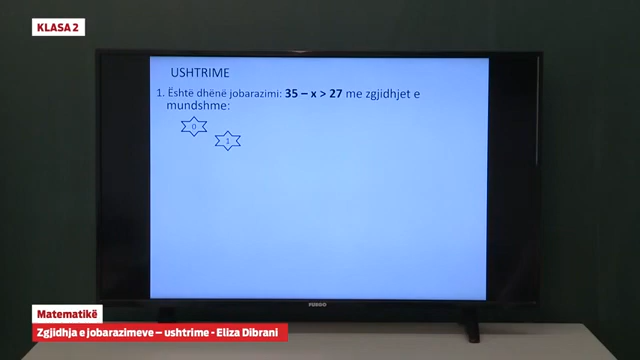 KLASA 2
USHTRIME
1. Është dhënë jobarazimi: 35 – x > 27 me zgjidhjet e
mundshme:
0
1
FUEGO
Matematikë
Zgjidhja e jobarazimeve – ushtrime - Eliza Dibrani